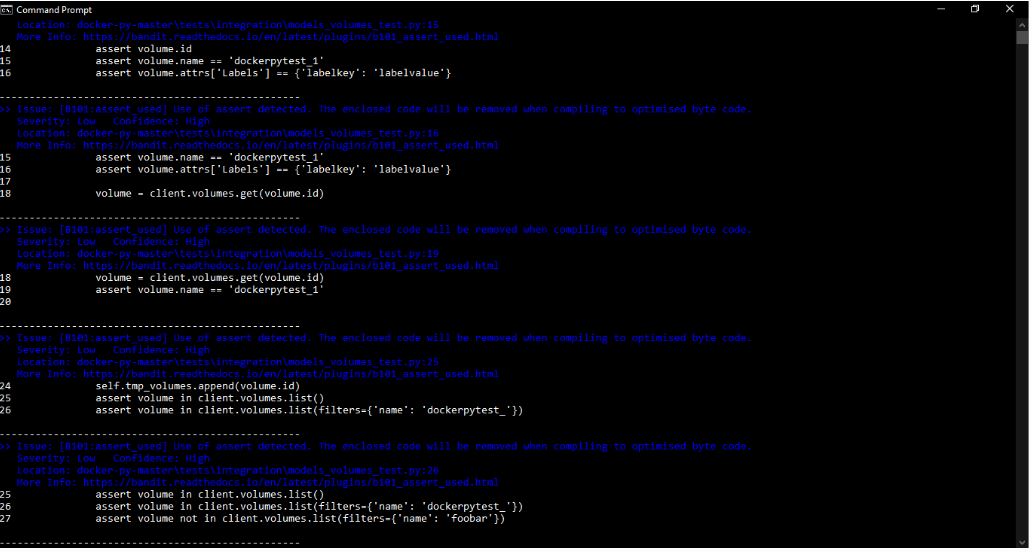 Command Prompt
Location: docker-py-master\tests\integration\models_volumes_test.py:15
More Info: https://bandit.readthedocs.io/en/latest/plugins/b101_assert_used.html
14 assert volume.id
15 assert volume.name == 'dockerpytest_1'
16 assert volume.attrs['Labels'] == {'labelkey': 'labelvalue'}
--------------------------------------------------
>> Issue: [B101:assert_used] Use of assert detected. The enclosed code will be removed when compiling to optimised byte code.
Severity: Low Confidence: High
Location: docker-py-master\tests\integration\models_volumes_test.py:16
More Info: https://bandit.readthedocs.io/en/latest/plugins/b101_assert_used.html
15 assert volume.name == 'dockerpytest_1'
16 assert volume.attrs['Labels'] == {'labelkey': 'labelvalue'}
17
18 volume = client.volumes.get(volume.id)
--------------------------------------------------
>> Issue: [B101:assert_used] Use of assert detected. The enclosed code will be removed when compiling to optimised byte code.
Severity: Low Confidence: High
Location: docker-py-master\tests\integration\models_volumes_test.py:19
More Info: https://bandit.readthedocs.io/en/latest/plugins/b101_assert_used.html
18 volume = client.volumes.get(volume.id)
19 assert volume.name == 'dockerpytest_1'
20
--------------------------------------------------
>> Issue: [B101:assert_used] Use of assert detected. The enclosed code will be removed when compiling to optimised byte code.
Severity: Low Confidence: High
Location: docker-py-master\tests\integration\models_volumes_test.py:25
More Info: https://bandit.readthedocs.io/en/latest/plugins/b101_assert_used.html
24 self.tmp_volumes.append(volume.id)
25 assert volume in client.volumes.list()
26 assert volume in client.volumes.list(filters={'name': 'dockerpytest_'})
--------------------------------------------------
>> Issue: [B101:assert_used] Use of assert detected. The enclosed code will be removed when compiling to optimised byte code.
Severity: Low Confidence: High
Location: docker-py-master\tests\integration\models_volumes_test.py:26
More Info: https://bandit.readthedocs.io/en/latest/plugins/b101_assert_used.html
25 assert volume in client.volumes.list()
26 assert volume in client.volumes.list(filters={'name': 'dockerpytest_'})
27 assert volume not in client.volumes.list(filters={'name': 'foobar'})
--------------------------------------------------